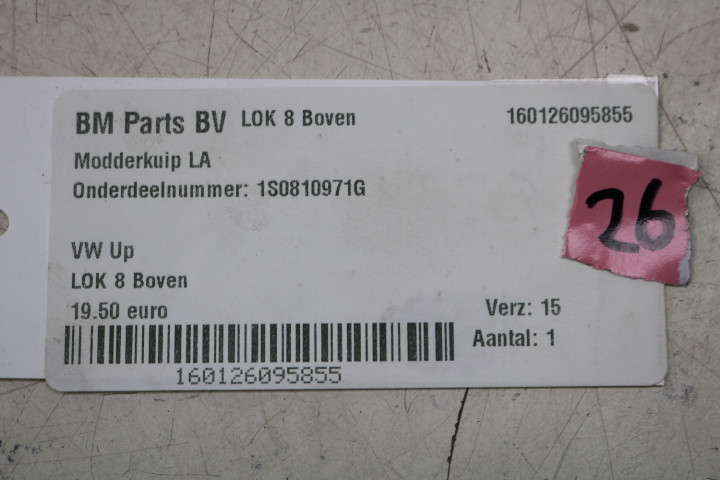 BM Parts BV LOK 8 Boven 160126095855
Modderkuip LA
Onderdeelnummer: 1S0810971G
26
VW Up
LOK 8 Boven
19.50 euro Verz: 15
Aantal: 1
160126095855